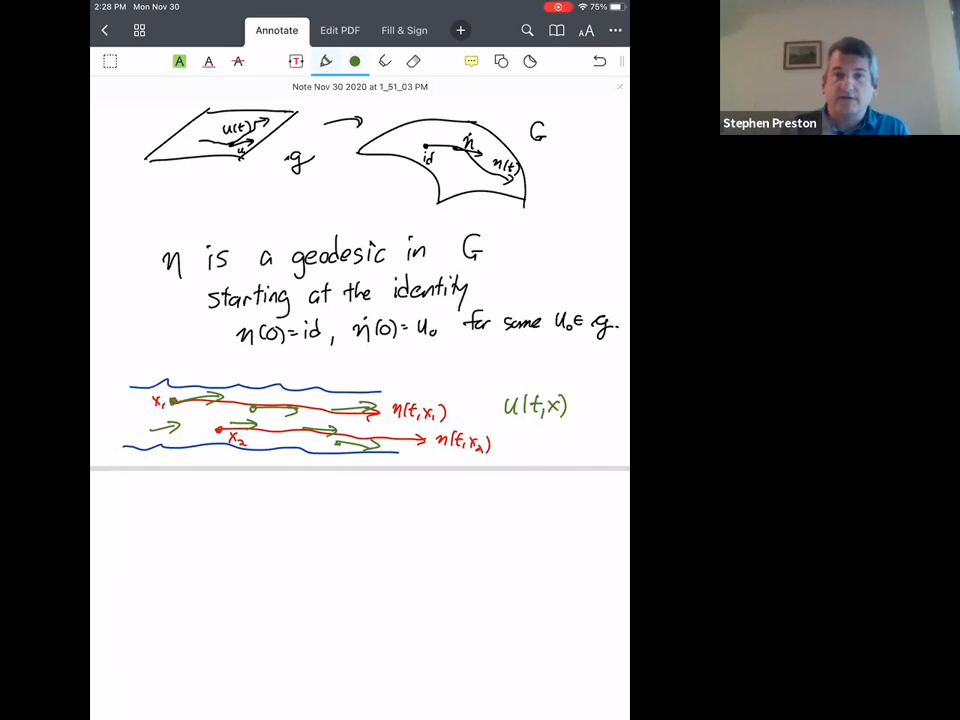 2:28 PM Mon Nov 30
75%
Annotate Edit PDF Fill & Sign
Note Nov 30 2020 at 1_51_03 PM
Stephen Preston
u(t)
u̇
g
id
η̇
η(t)
G
η is a geodesic in G
starting at the identity
η(0)=id, η̇(0)=u₀ for some u₀∈ g.
x₁
η(t,x₁)
u(t,x)
x₂
η(t,x₂)